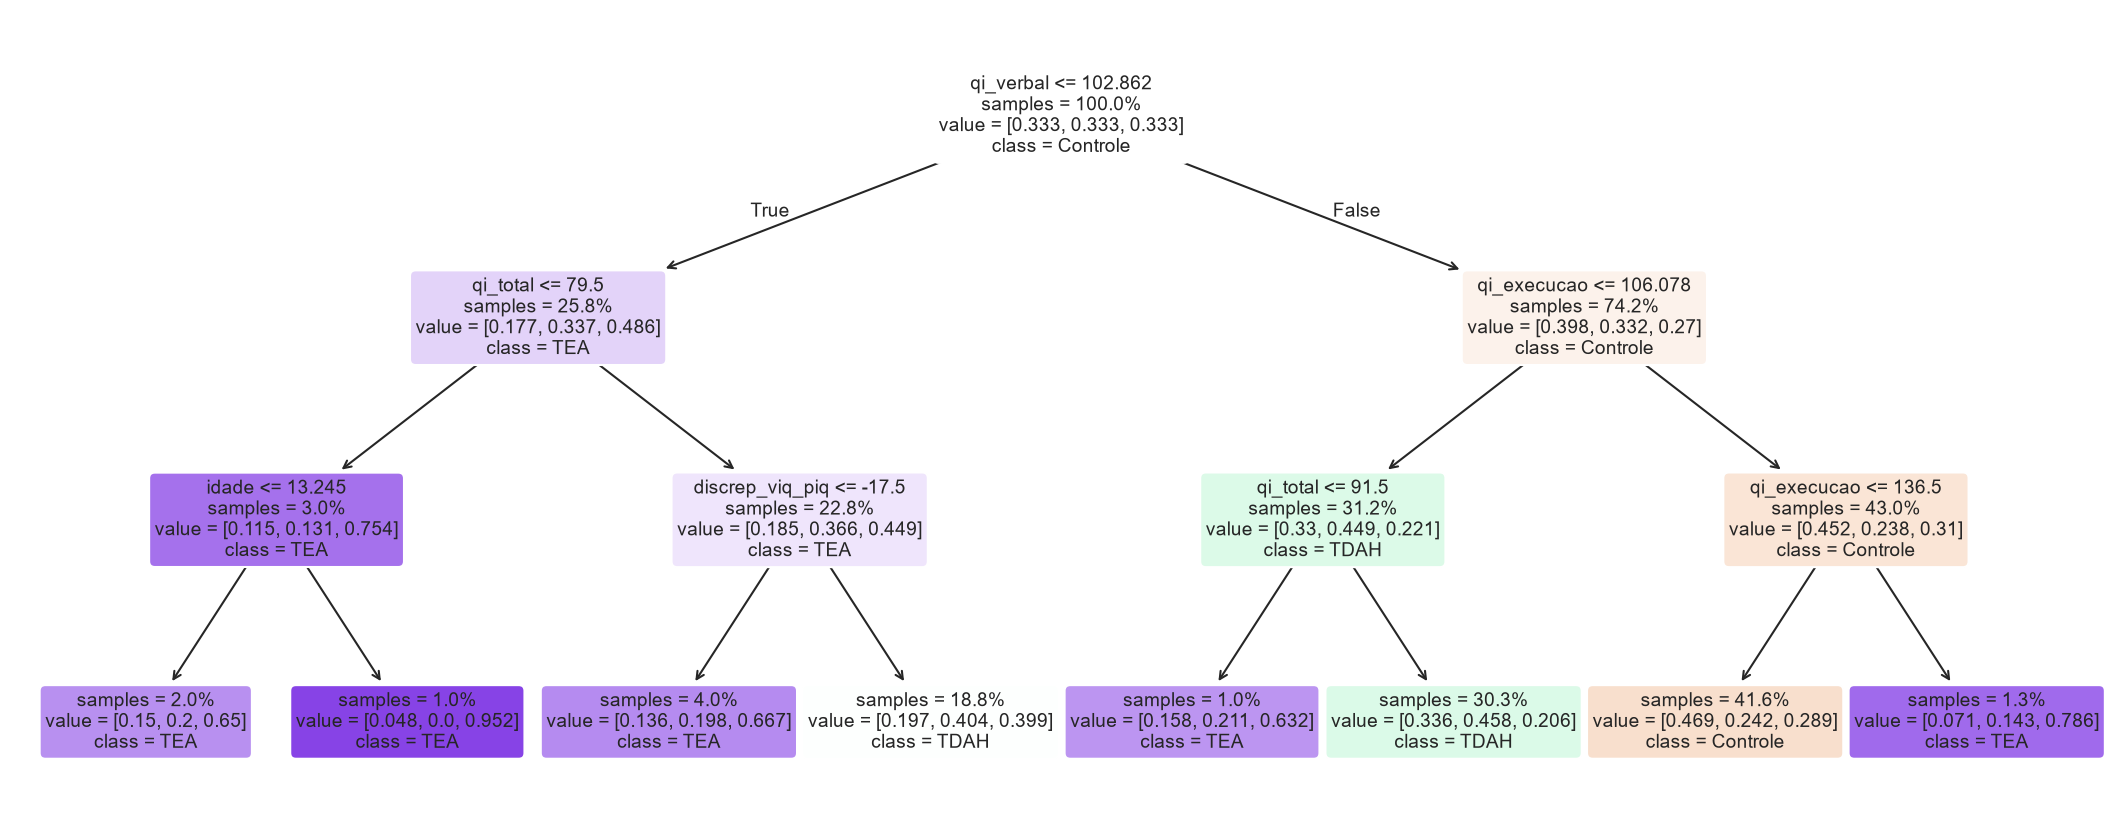 qi_verbal <= 102.862
samples = 100.0%
value = [0.333, 0.333, 0.333]
class = Controle
True
False
qi_total <= 79.5
samples = 25.8%
value = [0.177, 0.337, 0.486]
class = TEA
qi_execucao <= 106.078
samples = 74.2%
value = [0.398, 0.332, 0.27]
class = Controle
idade <= 13.245
samples = 3.0%
value = [0.115, 0.131, 0.754]
class = TEA
discrep_viq_piq <= -17.5
samples = 22.8%
value = [0.185, 0.366, 0.449]
class = TEA
qi_total <= 91.5
samples = 31.2%
value = [0.33, 0.449, 0.221]
class = TDAH
qi_execucao <= 136.5
samples = 43.0%
value = [0.452, 0.238, 0.31]
class = Controle
samples = 2.0%
value = [0.15, 0.2, 0.65]
class = TEA
samples = 1.0%
value = [0.048, 0.0, 0.952]
class = TEA
samples = 4.0%
value = [0.136, 0.198, 0.667]
class = TEA
samples = 18.8%
value = [0.197, 0.404, 0.399]
class = TDAH
samples = 1.0%
value = [0.158, 0.211, 0.632]
class = TEA
samples = 30.3%
value = [0.336, 0.458, 0.206]
class = TDAH
samples = 41.6%
value = [0.469, 0.242, 0.289]
class = Controle
samples = 1.3%
value = [0.071, 0.143, 0.786]
class = TEA